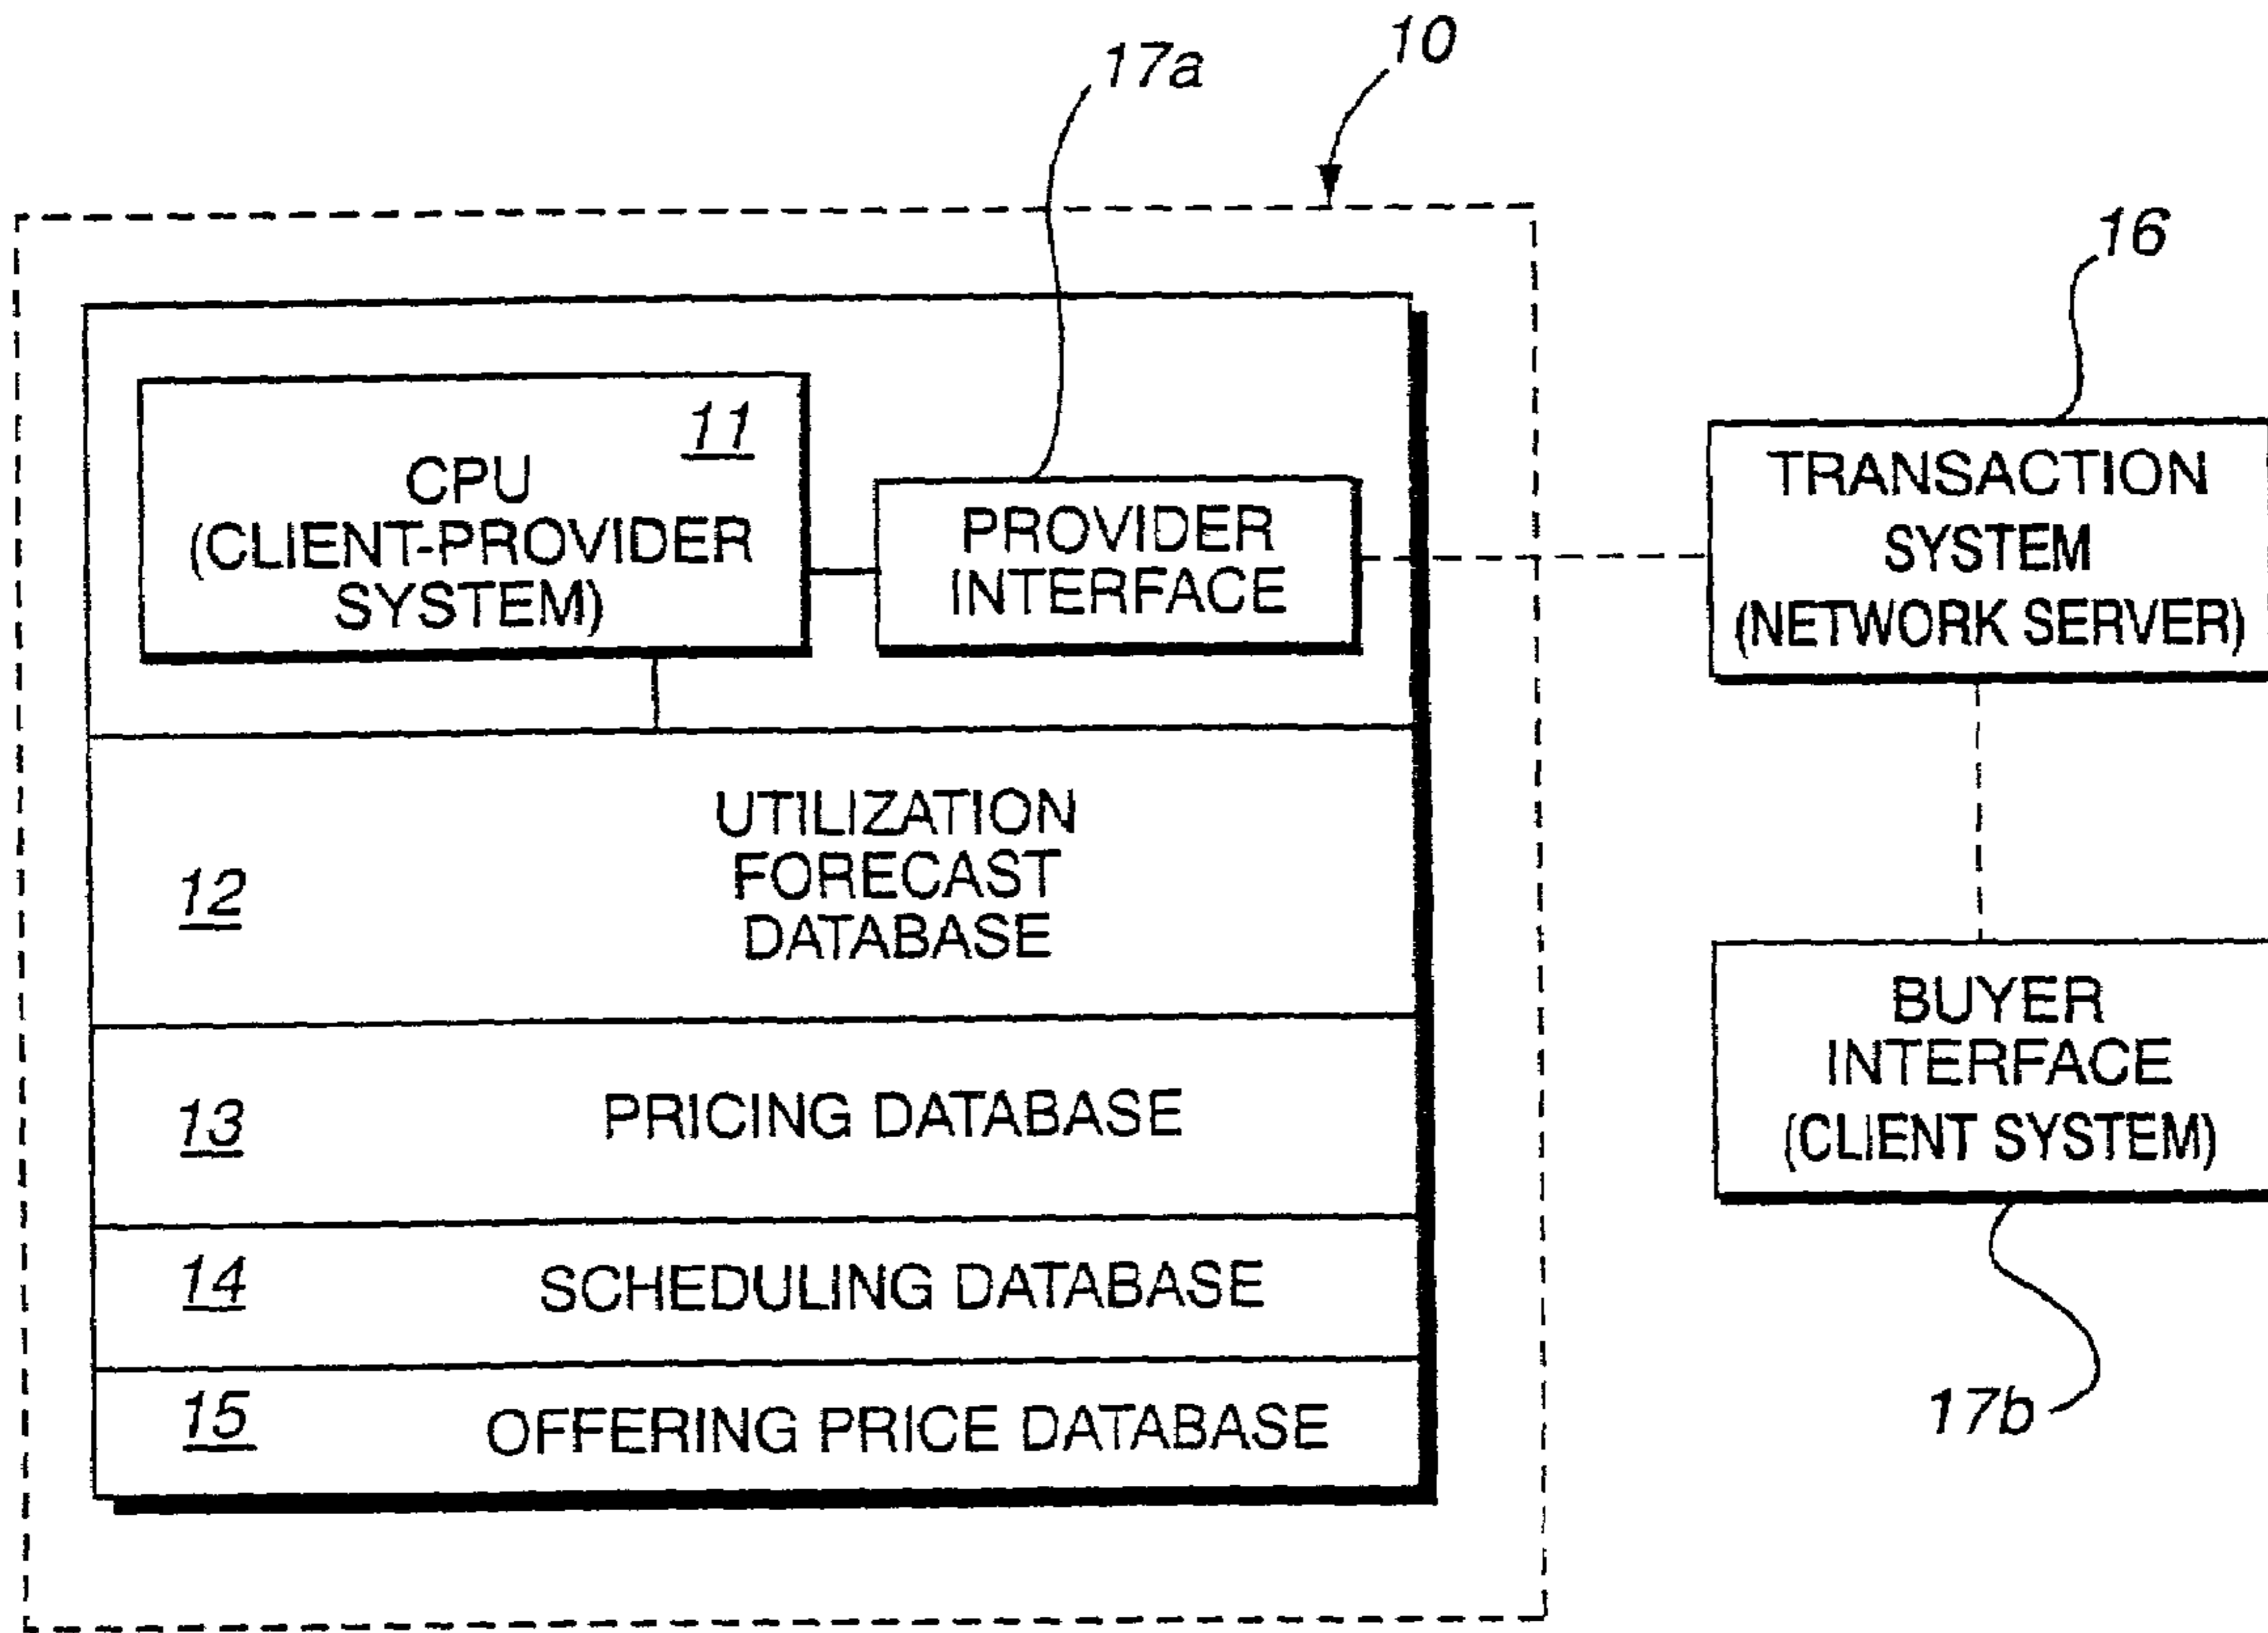 10
17a
16
11
CPU
(CLIENT-PROVIDER
SYSTEM)
PROVIDER
INTERFACE
TRANSACTION
SYSTEM
(NETWORK SERVER)
12
UTILIZATION
FORECAST
DATABASE
BUYER
INTERFACE
(CLIENT SYSTEM)
13
PRICING DATABASE
14
SCHEDULING DATABASE
15
OFFERING PRICE DATABASE
17b